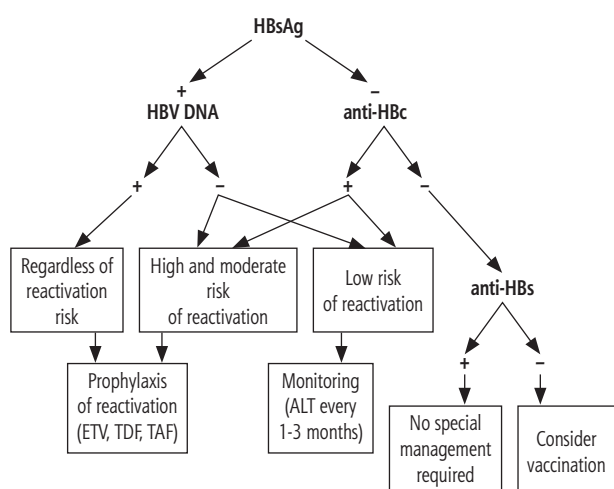 HBsAg
+
–
HBV DNA
anti-HBc
+
–
+
–
Regardless of
reactivation
risk
High and moderate
risk
of reactivation
Low risk
of reactivation
anti-HBs
+
–
Prophylaxis
of reactivation
(ETV, TDF, TAF)
Monitoring
(ALT every
1-3 months)
No special
management
required
Consider
vaccination